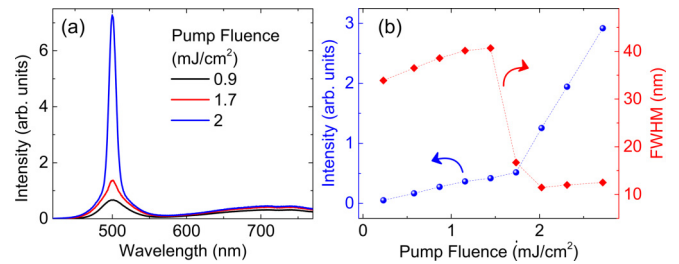 (a)
Pump Fluence
(mJ/cm²)
0.9
1.7
2
6
4
2
0
500
600
700
Intensity (arb. units)
Wavelength (nm)
(b)
3
2
1
0
0
1
2
3
40
30
20
10
Intensity (arb. units)
FWHM (nm)
Pump Fluence (mJ/cm²)